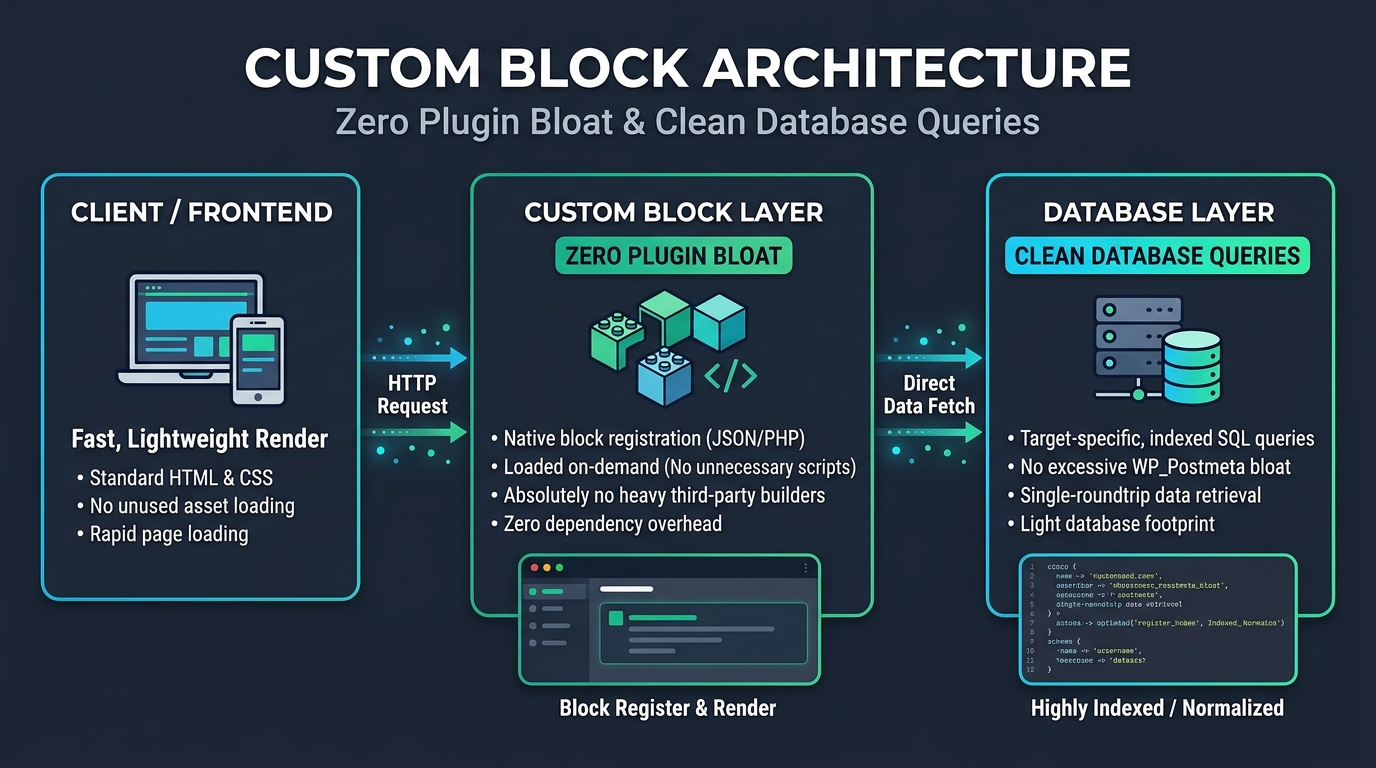 CUSTOM BLOCK ARCHITECTURE
Zero Plugin Bloat & Clean Database Queries
CLIENT / FRONTEND
Fast, Lightweight Render
• Standard HTML & CSS
• No unused asset loading
• Rapid page loading
HTTP
Request
CUSTOM BLOCK LAYER
ZERO PLUGIN BLOAT
</>
• Native block registration (JSON/PHP)
• Loaded on-demand (No unnecessary scripts)
• Absolutely no heavy third-party builders
• Zero dependency overhead
Block Register & Render
Direct
Data Fetch
DATABASE LAYER
CLEAN DATABASE QUERIES
• Target-specific, indexed SQL queries
• No excessive WP_Postmeta bloat
• Single-roundtrip data retrieval
• Light database footprint
Highly Indexed / Normalized